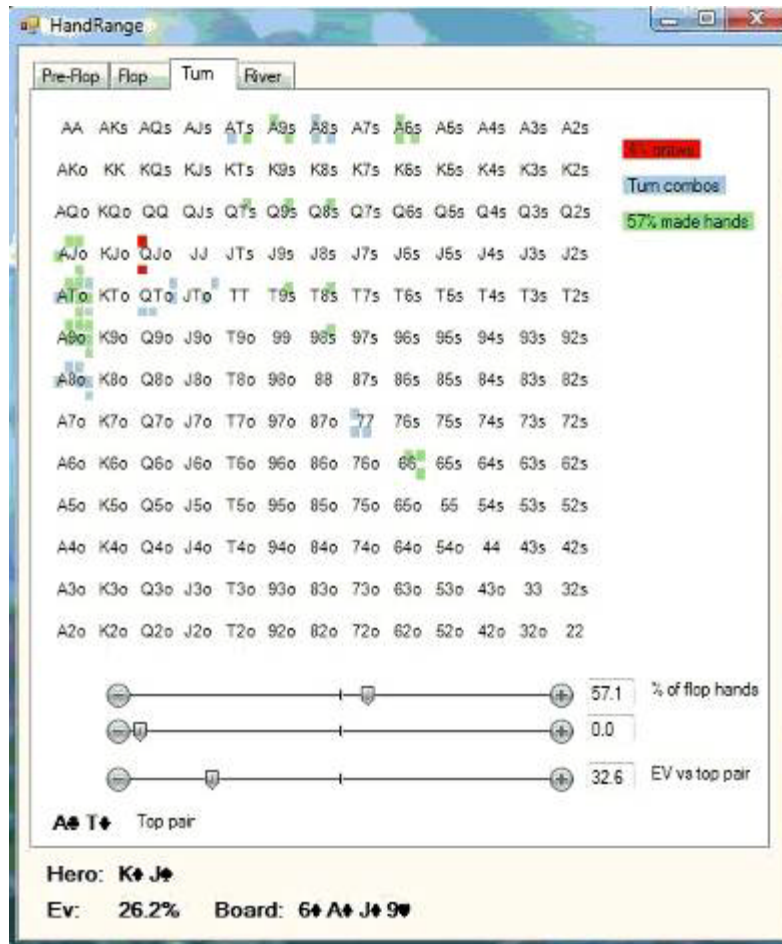 HandRange
Pre-Flop Flop Turn River
AA AKs AQs AJs ATs A9s A8s A7s A6s A5s A4s A3s A2s
AKo KK KQs KJs KTs K9s K8s K7s K6s K5s K4s K3s K2s
Turn combos
AQo KQo QQ QJs QTs Q9s Q8s Q7s Q6s Q5s Q4s Q3s Q2s
57% made hands
AJo KJo QJo JJ JTs J9s J8s J7s J6s J5s J4s J3s J2s
ATo KTo QTo JTo TT T9s T8s T7s T6s T5s T4s T3s T2s
A9o K9o Q9o J9o T9o 99 98s 97s 96s 95s 94s 93s 92s
A8o K8o Q8o J8o T8o 98o 88 87s 86s 85s 84s 83s 82s
A7o K7o Q7o J7o T7o 97o 87o 77 76s 75s 74s 73s 72s
A6o K6o Q6o J6o T6o 96o 86o 76o 66 65s 64s 63s 62s
A5o K5o Q5o J5o T5o 95o 85o 75o 65o 55 54s 53s 52s
A4o K4o Q4o J4o T4o 94o 84o 74o 64o 54o 44 43s 42s
A3o K3o Q3o J3o T3o 93o 83o 73o 63o 53o 43o 33 32s
A2o K2o Q2o J2o T2o 92o 82o 72o 62o 52o 42o 32o 22
57.1 % of flop hands
0.0
32.6 EV vs top pair
A♣ T♦ Top pair
Hero: K♦ J♠
Ev: 26.2% Board: 6♦ A♦ J♦ 9♥